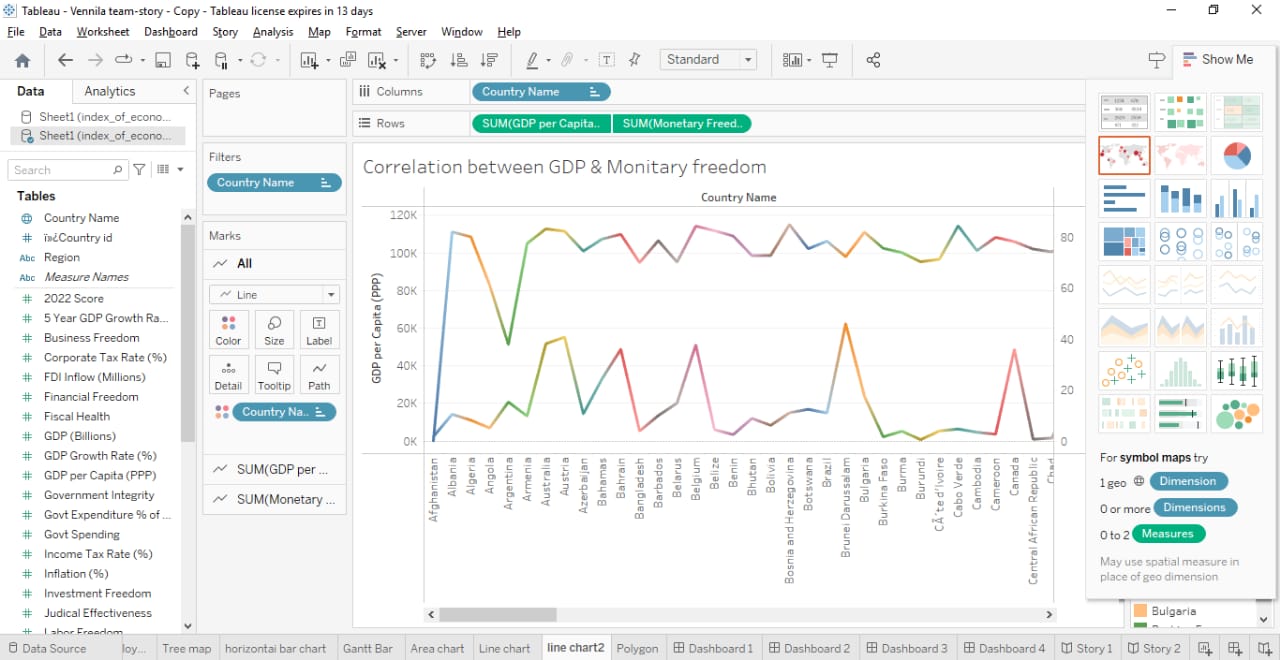 Tableau - Vennila team-story - Copy - Tableau license expires in 13 days
File Data Worksheet Dashboard Story Analysis Map Format Server Window Help
Standard
Show Me
Data Analytics
Sheet1 (index_of_econo...
Sheet1 (index_of_econo...
Search
Tables
Country Name
ï»¿Country id
Abc Region
Abc Measure Names
2022 Score
5 Year GDP Growth Ra...
Business Freedom
Corporate Tax Rate (%)
FDI Inflow (Millions)
Financial Freedom
Fiscal Health
GDP (Billions)
GDP Growth Rate (%)
GDP per Capita (PPP)
Government Integrity
Govt Expenditure % of ...
Govt Spending
Income Tax Rate (%)
Inflation (%)
Investment Freedom
Judical Effectiveness
Labor Freedom
Pages
Filters
Country Name
Marks
All
Line
Color Size Label
Detail Tooltip Path
Country Na..
SUM(GDP per ...
SUM(Monetary ...
Columns Country Name
Rows SUM(GDP per Capita.. SUM(Monetary Freed..
Correlation between GDP & Monitary freedom
Country Name
GDP per Capita (PPP)
120K
100K
80K
60K
40K
20K
0K
80
60
40
20
0
Afghanistan
Albania
Algeria
Angola
Argentina
Armenia
Australia
Austria
Azerbaijan
Bahamas
Bahrain
Bangladesh
Barbados
Belarus
Belgium
Belize
Benin
Bhutan
Bolivia
Bosnia and Herzegovina
Botswana
Brazil
Brunei Darussalam
Bulgaria
Burkina Faso
Burma
Burundi
CÃ´te d'Ivoire
Cabo Verde
Cambodia
Cameroon
Canada
Central African Republic
Chad
For symbol maps try
1 geo Dimension
0 or more Dimensions
0 to 2 Measures
May use spatial measure in
place of geo dimension
Bulgaria
Data Source loy... Tree map horizontai bar chart Gantt Bar Area chart Line chart line chart2 Polygon Dashboard 1 Dashboard 2 Dashboard 3 Dashboard 4 Story 1 Story 2